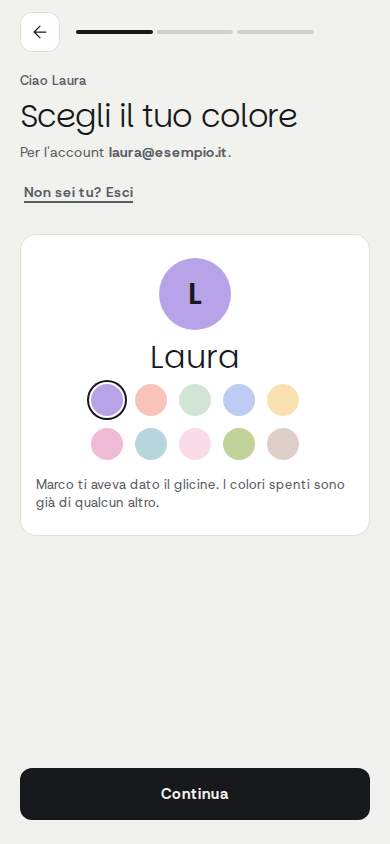 Ciao Laura
Scegli il tuo colore
Per l'account laura@esempio.it.
Non sei tu? Esci
L
Laura
Marco ti aveva dato il glicine. I colori spenti sono
già di qualcun altro.
Continua